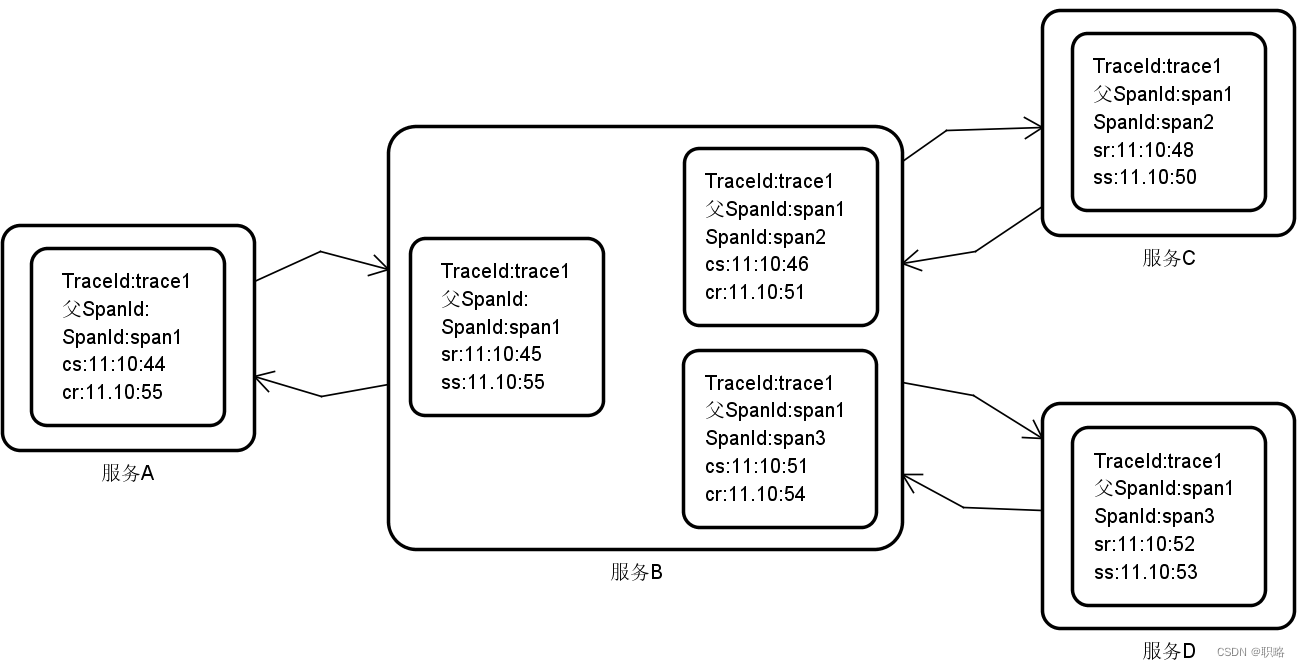 TraceId:trace1
父SpanId:
SpanId:span1
cs:11:10:44
cr:11.10:55
服务A
TraceId:trace1
父SpanId:
SpanId:span1
sr:11:10:45
ss:11.10:55
TraceId:trace1
父SpanId:span1
SpanId:span2
cs:11:10:46
cr:11.10:51
TraceId:trace1
父SpanId:span1
SpanId:span3
cs:11:10:51
cr:11.10:54
服务B
TraceId:trace1
父SpanId:span1
SpanId:span2
sr:11:10:48
ss:11.10:50
服务C
TraceId:trace1
父SpanId:span1
SpanId:span3
sr:11:10:52
ss:11.10:53
服务D
CSDN @职略